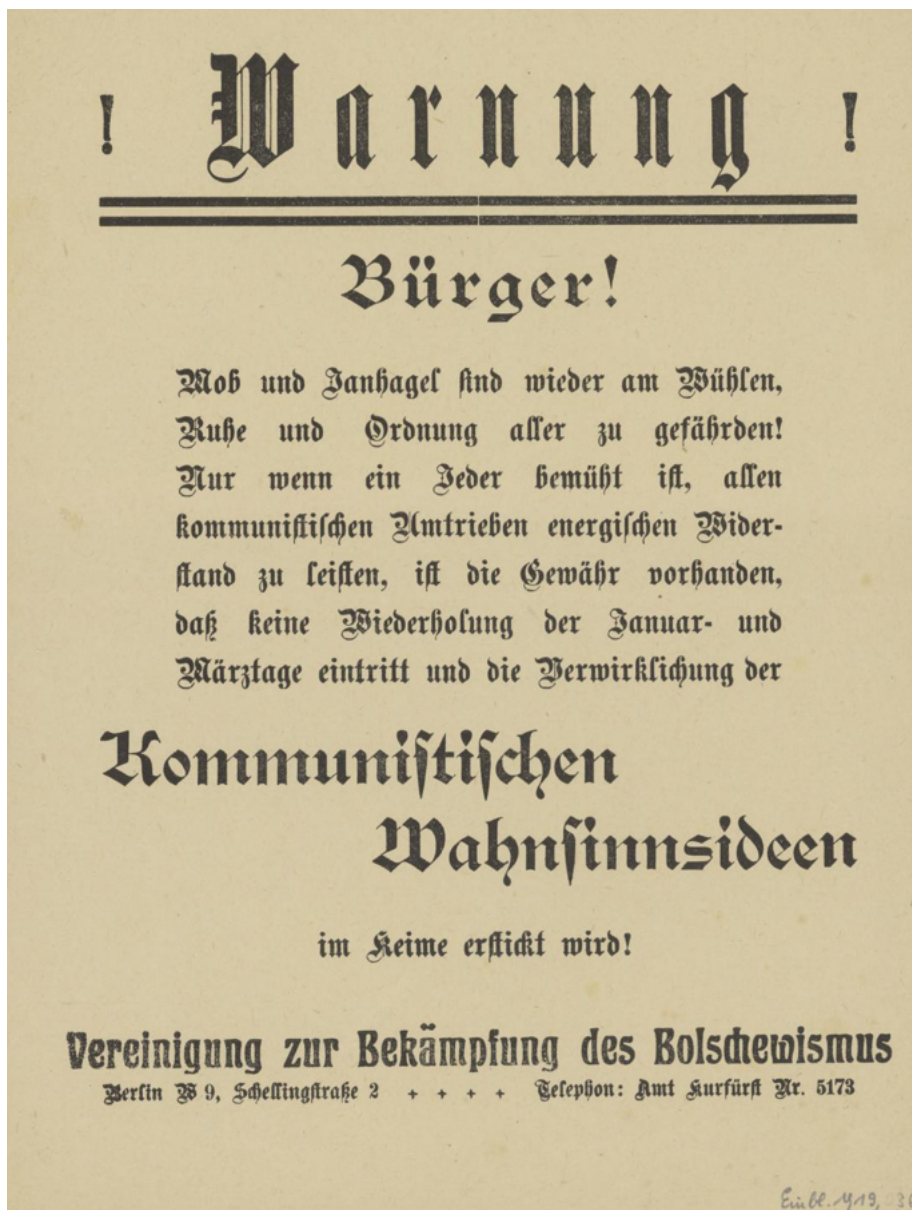 ! Warnung !
Bürger!
Mob und Janhagel sind wieder am Wühlen,
Ruhe und Ordnung aller zu gefährden!
Nur wenn ein Jeder bemüht ist, allen
kommunistischen Umtrieben energischen Wider-
stand zu leisten, ist die Gewähr vorhanden,
daß keine Wiederholung der Januar- und
Märztage eintritt und die Verwirklichung der
Kommunistischen
Wahnsinnsideen
im Keime erstickt wird!
Vereinigung zur Bekämpfung des Bolschewismus
Berlin W 9, Schellingstraße 2 + + + + Telephon: Amt Kurfürst Nr. 5173
Einbl. 1919, 36